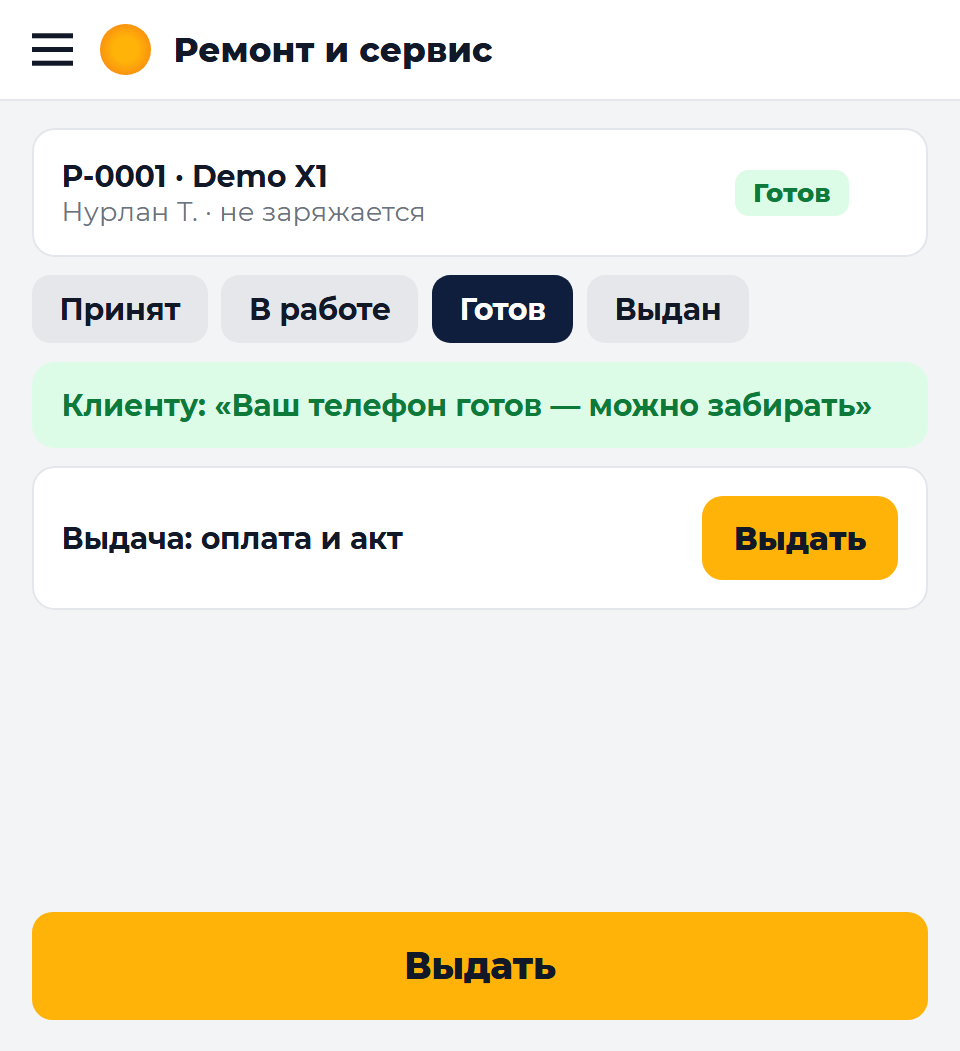 Ремонт и сервис
Р-0001 · Demo X1
Готов
Нурлан Т. · не заряжается
Принят
В работе
Готов
Выдан
Клиенту: «Ваш телефон готов — можно забирать»
Выдача: оплата и акт
Выдать
Выдать